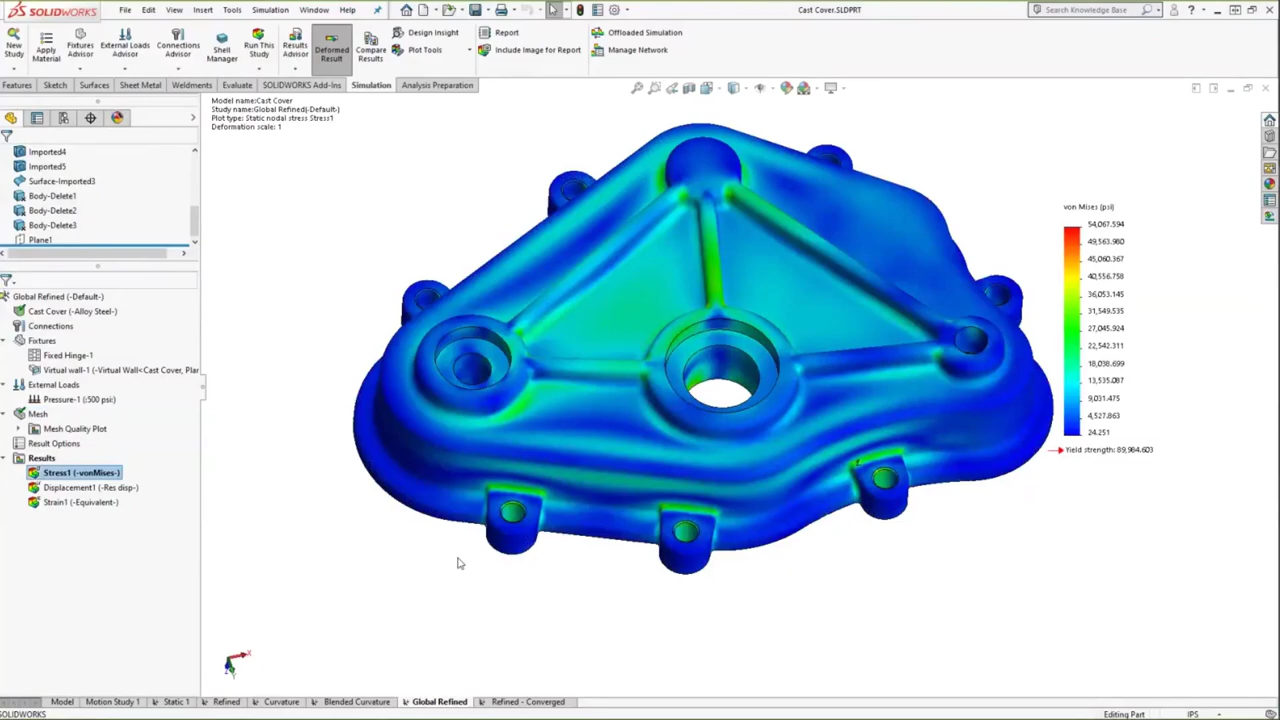 SOLIDWORKS File Edit View Insert Tools Simulation Window Help Cast Cover.SLDPRT Search Knowledge Base
New Study
Apply Material
Fixtures Advisor
External Loads Advisor
Connections Advisor
Shell Manager
Run This Study
Results Advisor
Deformed Result
Compare Results
Design Insight
Plot Tools
Report
Include Image for Report
Offloaded Simulation
Manage Network
Features Sketch Surfaces Sheet Metal Weldments Evaluate SOLIDWORKS Add-Ins Simulation Analysis Preparation
Model name:Cast Cover
Study name:Global Refined(-Default-)
Plot type: Static nodal stress Stress1
Deformation scale: 1
Imported4
Imported5
Surface-Imported3
Body-Delete1
Body-Delete2
Body-Delete3
Plane1
Global Refined (-Default-)
Cast Cover (-Alloy Steel-)
Connections
Fixtures
Fixed Hinge-1
Virtual wall-1 (-Virtual Wall<Cast Cover, Plan
External Loads
Pressure-1 (:500 psi:)
Mesh
Mesh Quality Plot
Result Options
Results
Stress1 (-vonMises-)
Displacement1 (-Res disp-)
Strain1 (-Equivalent-)
von Mises (psi)
54,067.594
49,563.980
45,060.367
40,556.758
36,053.145
31,549.535
27,045.924
22,542.311
18,038.699
13,535.087
9,031.475
4,527.863
24.251
Yield strength: 89,984.603
X
Model Motion Study 1 Static 1 Refined Curvature Blended Curvature Global Refined Refined - Converged
SOLIDWORKS Editing Part IPS